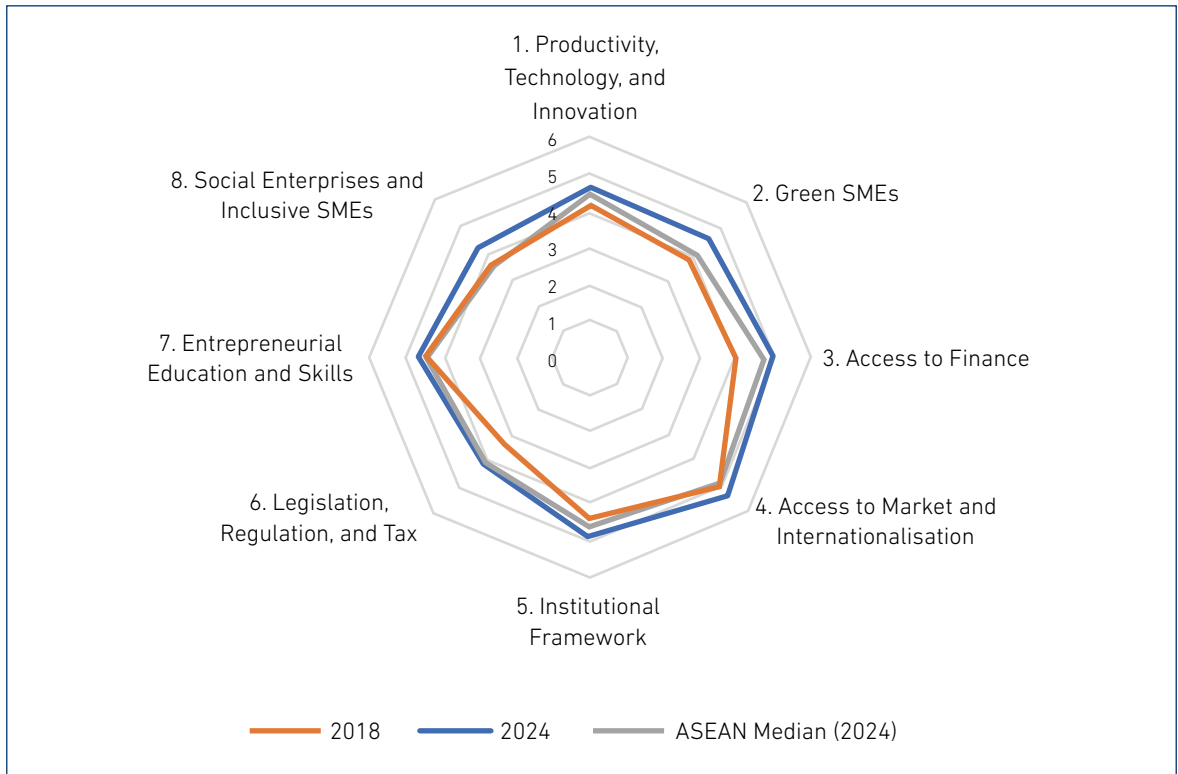 1. Productivity,
Technology, and
Innovation
6
5
4
3
2
1
0
2. Green SMEs
3. Access to Finance
4. Access to Market and
Internationalisation
5. Institutional
Framework
6. Legislation,
Regulation, and Tax
7. Entrepreneurial
Education and Skills
8. Social Enterprises and
Inclusive SMEs
2018
2024
ASEAN Median (2024)